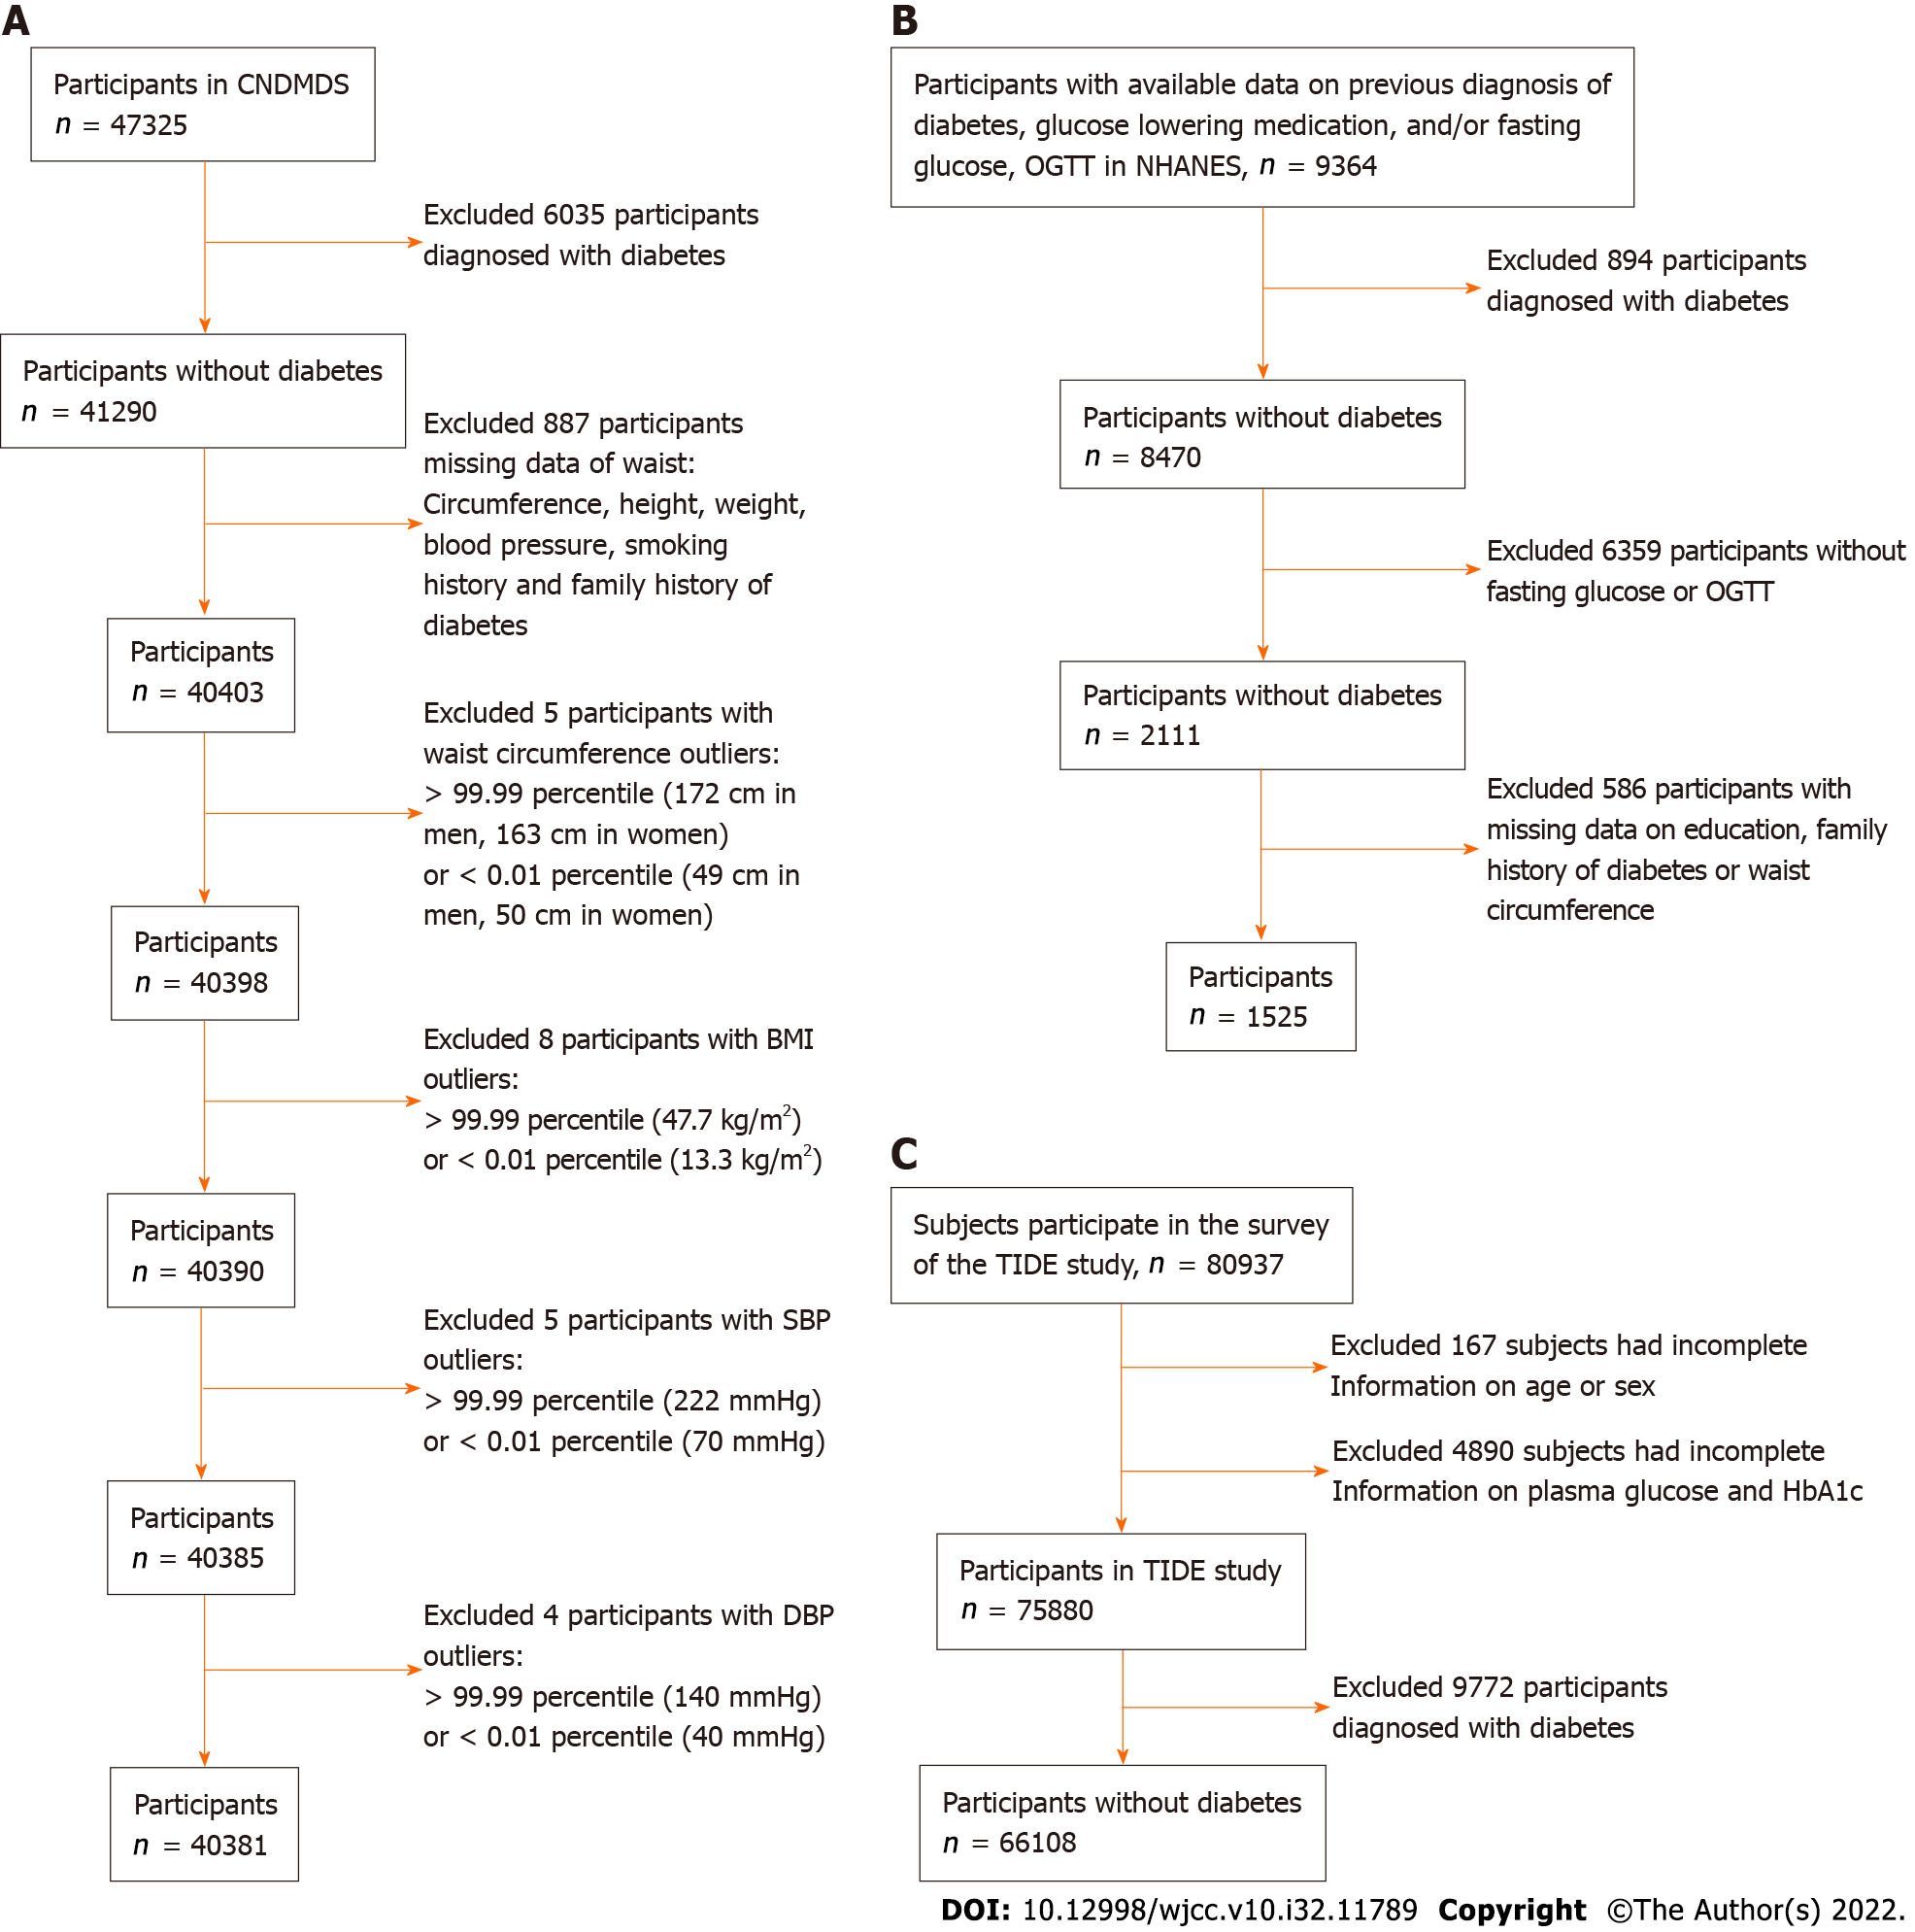 A
Participants in CNDMDS
n = 47325
Excluded 6035 participants
diagnosed with diabetes
Participants without diabetes
n = 41290
Excluded 887 participants
missing data of waist:
Circumference, height, weight,
blood pressure, smoking
history and family history of
diabetes
Participants
n = 40403
Excluded 5 participants with
waist circumference outliers:
> 99.99 percentile (172 cm in
men, 163 cm in women)
or < 0.01 percentile (49 cm in
men, 50 cm in women)
Participants
n = 40398
Excluded 8 participants with BMI
outliers:
> 99.99 percentile (47.7 kg/m²)
or < 0.01 percentile (13.3 kg/m²)
Participants
n = 40390
Excluded 5 participants with SBP
outliers:
> 99.99 percentile (222 mmHg)
or < 0.01 percentile (70 mmHg)
Participants
n = 40385
Excluded 4 participants with DBP
outliers:
> 99.99 percentile (140 mmHg)
or < 0.01 percentile (40 mmHg)
Participants
n = 40381
B
Participants with available data on previous diagnosis of
diabetes, glucose lowering medication, and/or fasting
glucose, OGTT in NHANES, n = 9364
Excluded 894 participants
diagnosed with diabetes
Participants without diabetes
n = 8470
Excluded 6359 participants without
fasting glucose or OGTT
Participants without diabetes
n = 2111
Excluded 586 participants with
missing data on education, family
history of diabetes or waist
circumference
Participants
n = 1525
C
Subjects participate in the survey
of the TIDE study, n = 80937
Excluded 167 subjects had incomplete
Information on age or sex
Excluded 4890 subjects had incomplete
Information on plasma glucose and HbA1c
Participants in TIDE study
n = 75880
Excluded 9772 participants
diagnosed with diabetes
Participants without diabetes
n = 66108
DOI: 10.12998/wjcc.v10.i32.11789 Copyright ©The Author(s) 2022.